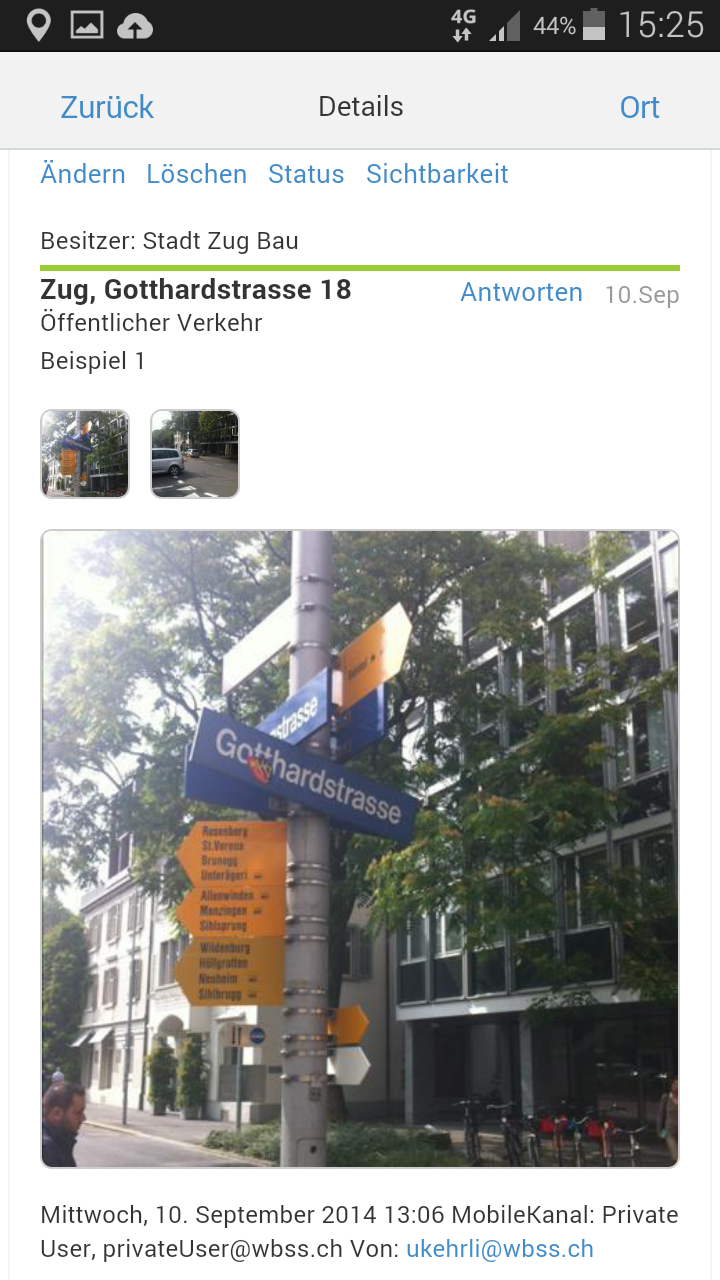 4G 44% 15:25
Zurück Details Ort
Ändern Löschen Status Sichtbarkeit
Besitzer: Stadt Zug Bau
Zug, Gotthardstrasse 18 Antworten 10.Sep
Öffentlicher Verkehr
Beispiel 1
strasse
Gotthardstrasse
Rosenberg
St.Verena
Brunegg
Unterägeri
Allenwinden
Menzingen
Sihlsprung
Wildenburg
Höllgrotten
Neuheim
Sihlbrugg
Mittwoch, 10. September 2014 13:06 MobileKanal: Private
User, privateUser@wbss.ch Von: ukehrli@wbss.ch